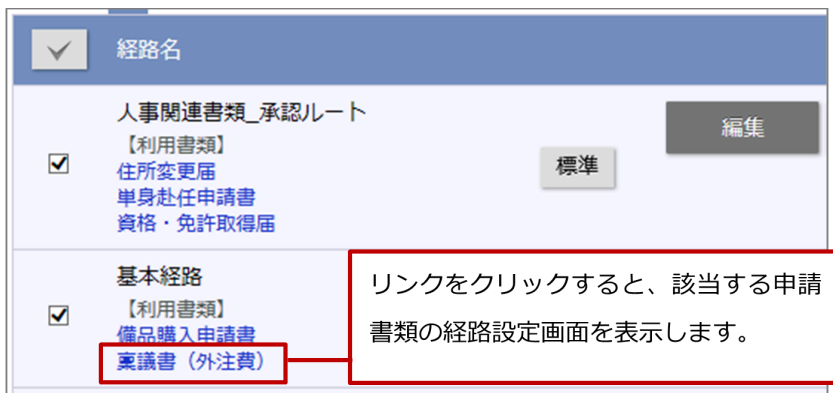 経路名
人事関連書類_承認ルート
編集
【利用書類】
標準
住所変更届
単身赴任申請書
資格・免許取得届
基本経路
【利用書類】
備品購入申請書
稟議書（外注費）
リンクをクリックすると、該当する申請
書類の経路設定画面を表示します。